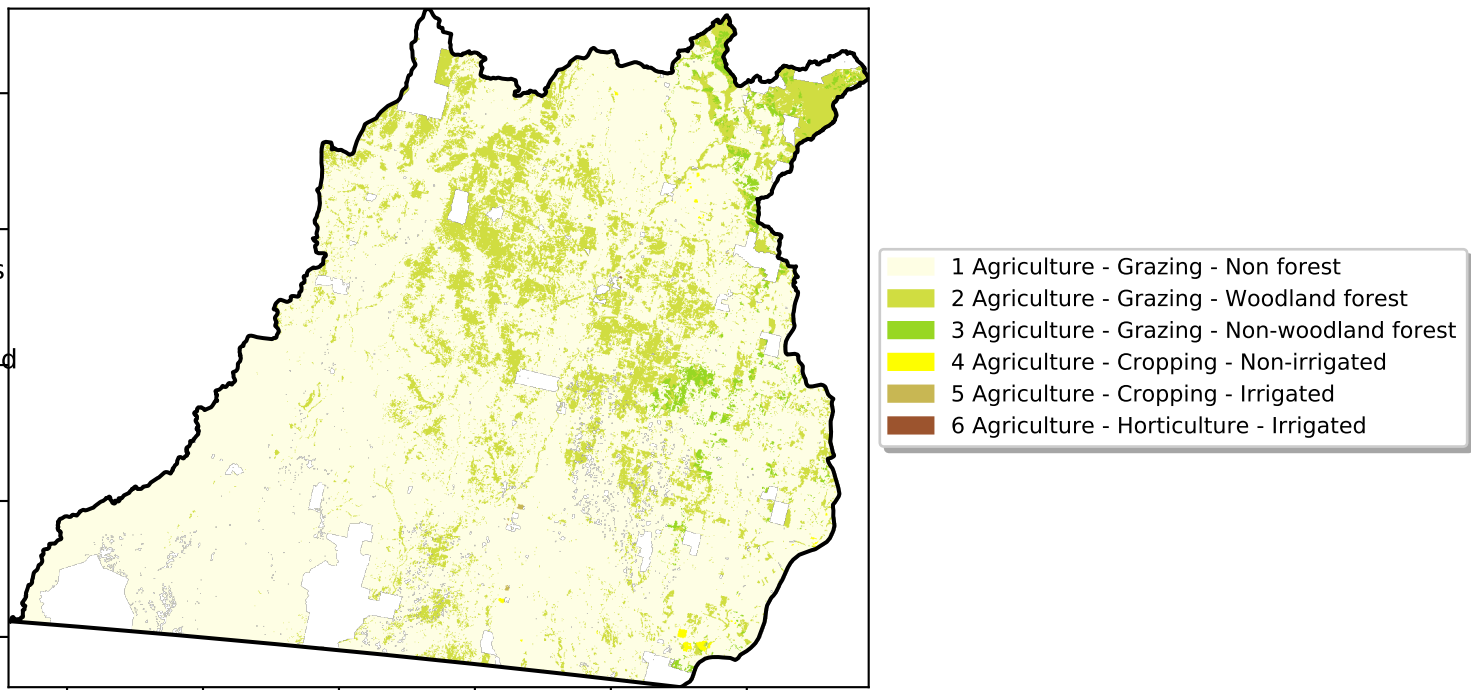 s
d
1 Agriculture - Grazing - Non forest
2 Agriculture - Grazing - Woodland forest
3 Agriculture - Grazing - Non-woodland forest
4 Agriculture - Cropping - Non-irrigated
5 Agriculture - Cropping - Irrigated
6 Agriculture - Horticulture - Irrigated